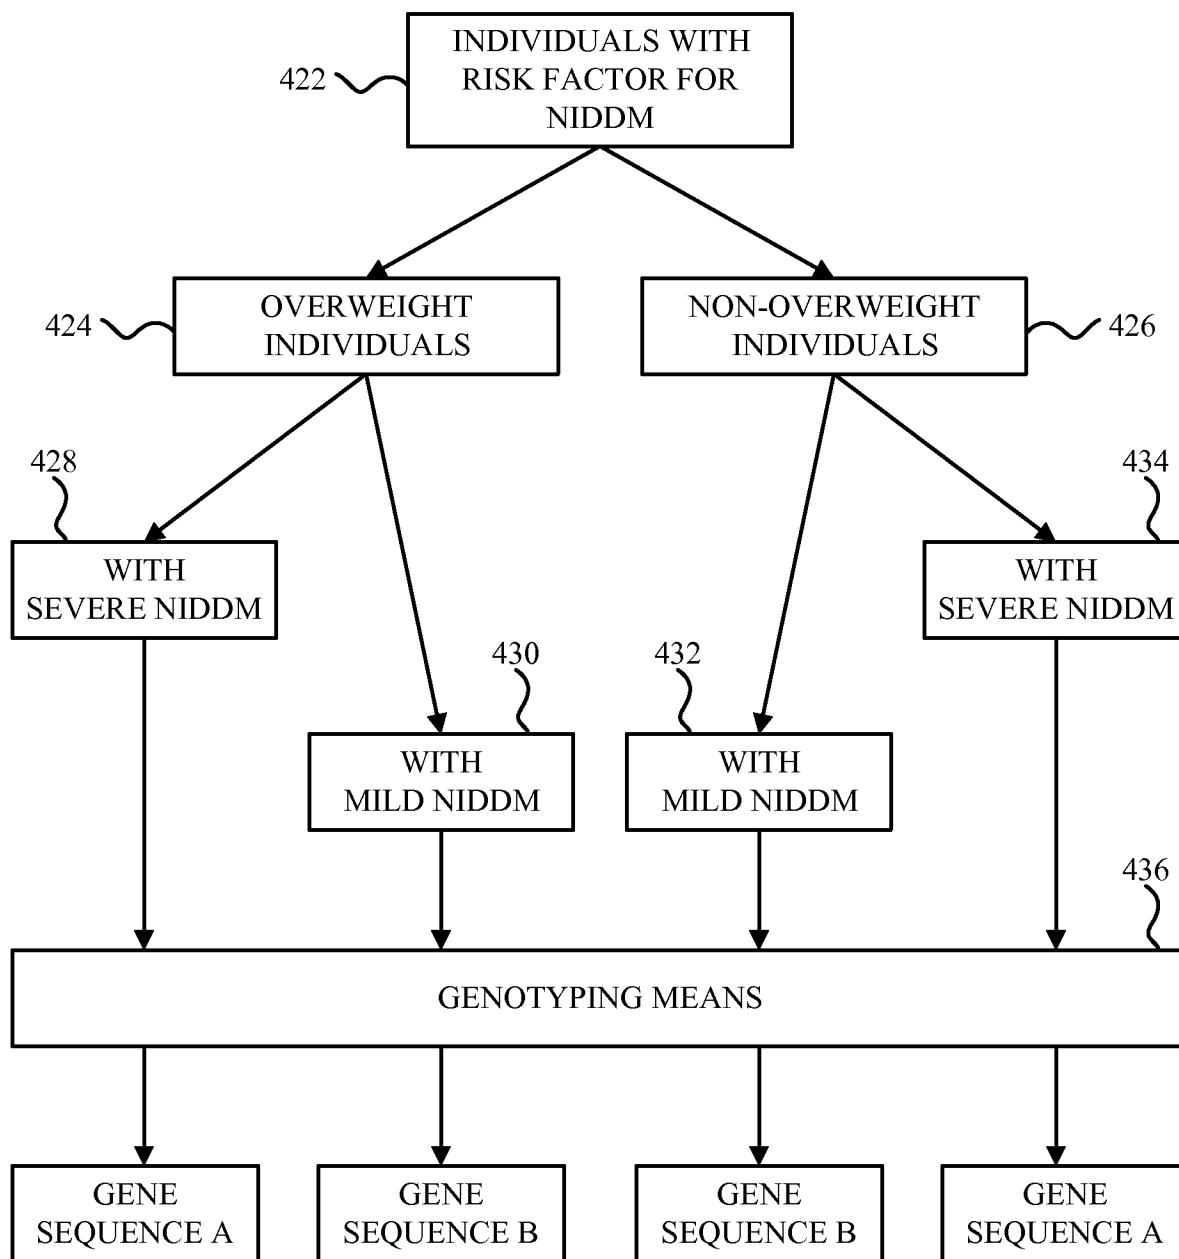 INDIVIDUALS WITH
RISK FACTOR FOR
NIDDM
422
OVERWEIGHT
INDIVIDUALS
424
NON-OVERWEIGHT
INDIVIDUALS
426
428
434
WITH
SEVERE NIDDM
WITH
SEVERE NIDDM
430
432
WITH
MILD NIDDM
WITH
MILD NIDDM
436
GENOTYPING MEANS
GENE
SEQUENCE A
GENE
SEQUENCE B
GENE
SEQUENCE B
GENE
SEQUENCE A